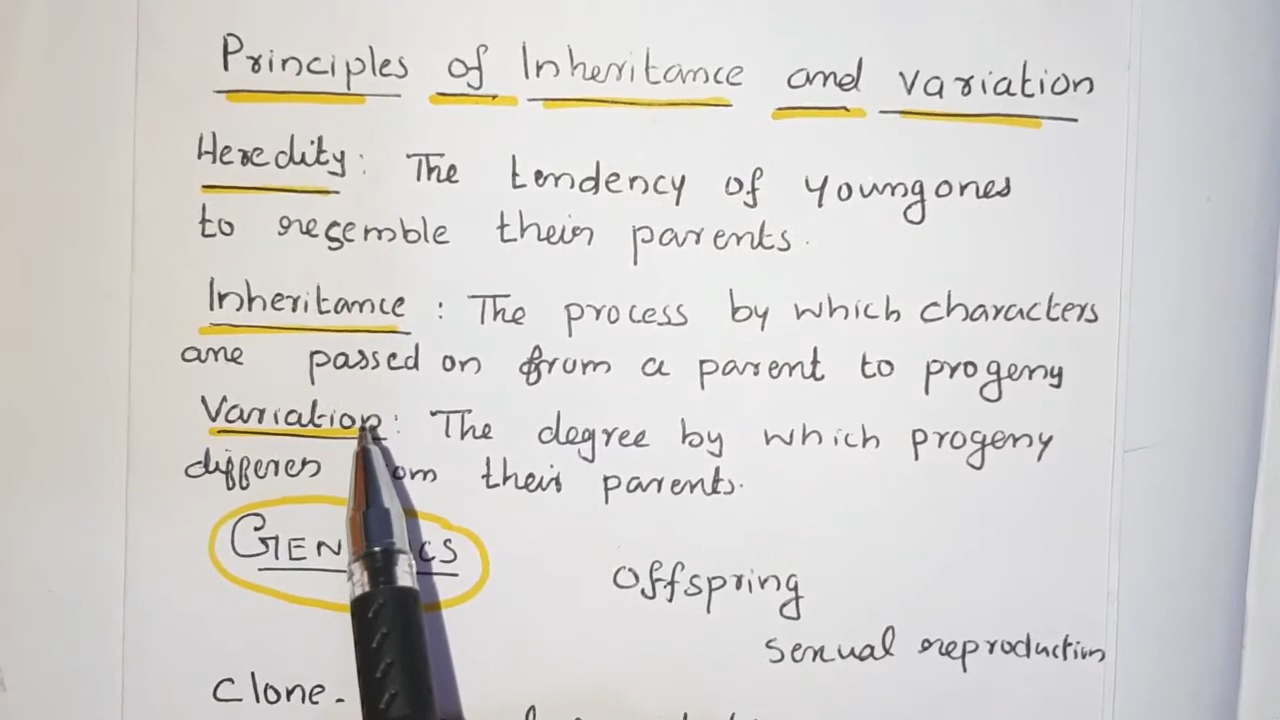 Principles of Inheritance and variation
Heredity: The tendency of youngones
to resemble their parents.
Inheritance : The process by which characters
are passed on from a parent to progeny
Variation: The degree by which progeny
differes their parents.
Offspring
sexual reproduction
Clone.